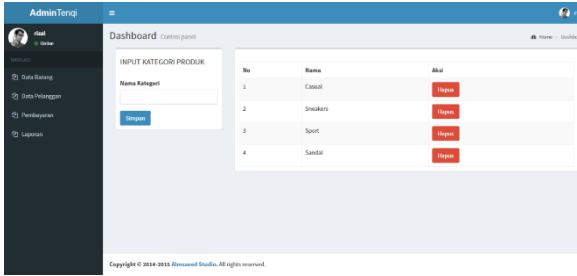 AdminTenqi
rizal
Online
NAVIGASI
Data Barang
Data Pelanggan
Pembayaran
Laporan
Dashboard Control panel
Home
INPUT KATEGORI PRODUK
Nama Kategori
Simpan
No Nama Aksi
1 Casual Hapus
2 Sneakers Hapus
3 Sport Hapus
4 Sandal Hapus
Copyright © 2014-2015 Almsaeed Studio. All rights reserved.